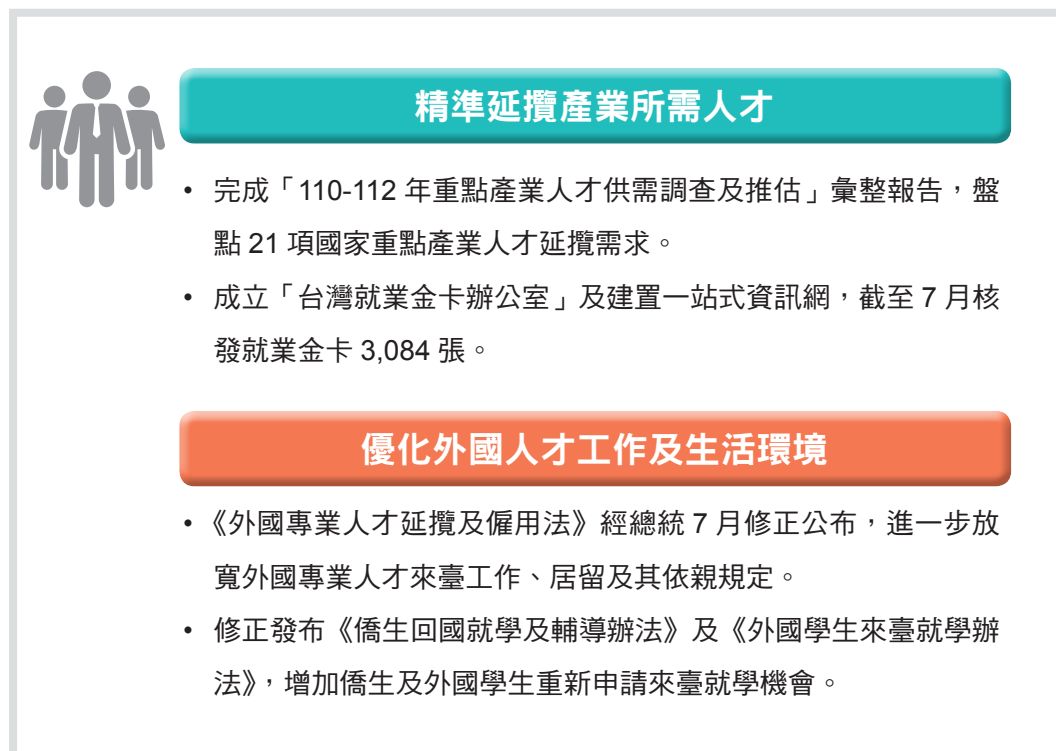 精準延攬產業所需人才
• 完成「110-112 年重點產業人才供需調查及推估」彙整報告，盤
點 21 項國家重點產業人才延攬需求。
• 成立「台灣就業金卡辦公室」及建置一站式資訊網，截至 7 月核
發就業金卡 3,084 張。
優化外國人才工作及生活環境
• 《外國專業人才延攬及僱用法》經總統 7 月修正公布，進一步放
寬外國專業人才來臺工作、居留及其依親規定。
• 修正發布《僑生回國就學及輔導辦法》及《外國學生來臺就學辦
法》，增加僑生及外國學生重新申請來臺就學機會。